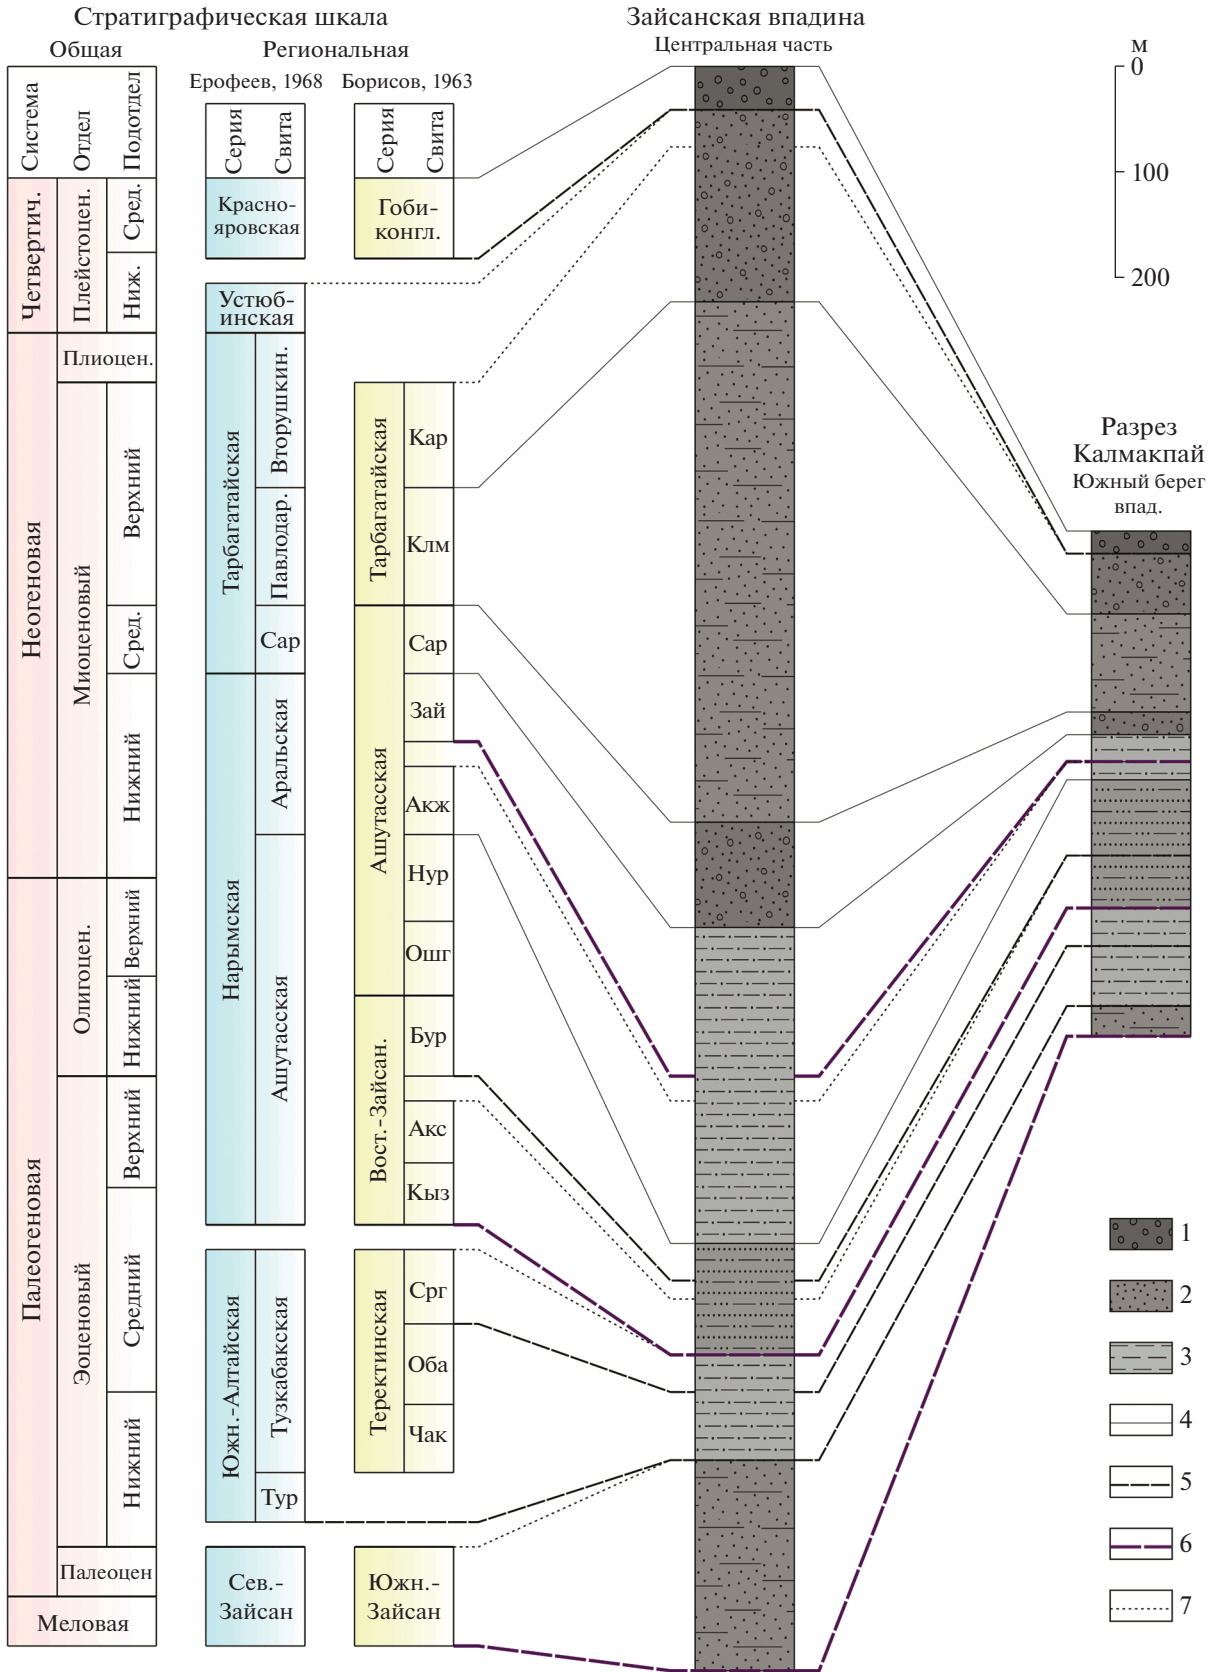 Стратиграфическая шкала
Зайсанская впадина
Общая
Региональная
Центральная часть
Ерофеев, 1968
Борисов, 1963
м
0
100
200
Система
Отдел
Подотдел
Серия
Свита
Серия
Свита
Четвертич.
Плейстоцен.
Сред.
Ниж.
Неогеновая
Плиоцен.
Миоценовый
Верхний
Сред.
Нижний
Палеогеновая
Олигоцен.
Верхний
Нижний
Эоценовый
Верхний
Средний
Нижний
Палеоцен
Меловая
Красно-
яровская
Устюб-
инская
Тарбагатайская
Вторушкин.
Павлодар.
Сар
Нарымская
Аральская
Ашутасская
Южн.-Алтайская
Тузкабакская
Тур
Сев.-
Зайсан
Гоби-
конгл.
Тарбагатайская
Кар
Клм
Ашутасская
Сар
Зай
Акж
Нур
Ошг
Вост.-Зайсан.
Бур
Акс
Кыз
Теректинская
Срг
Оба
Чак
Южн.-
Зайсан
Разрез
Калмакпай
Южный берег
впад.
1
2
3
4
5
6
7